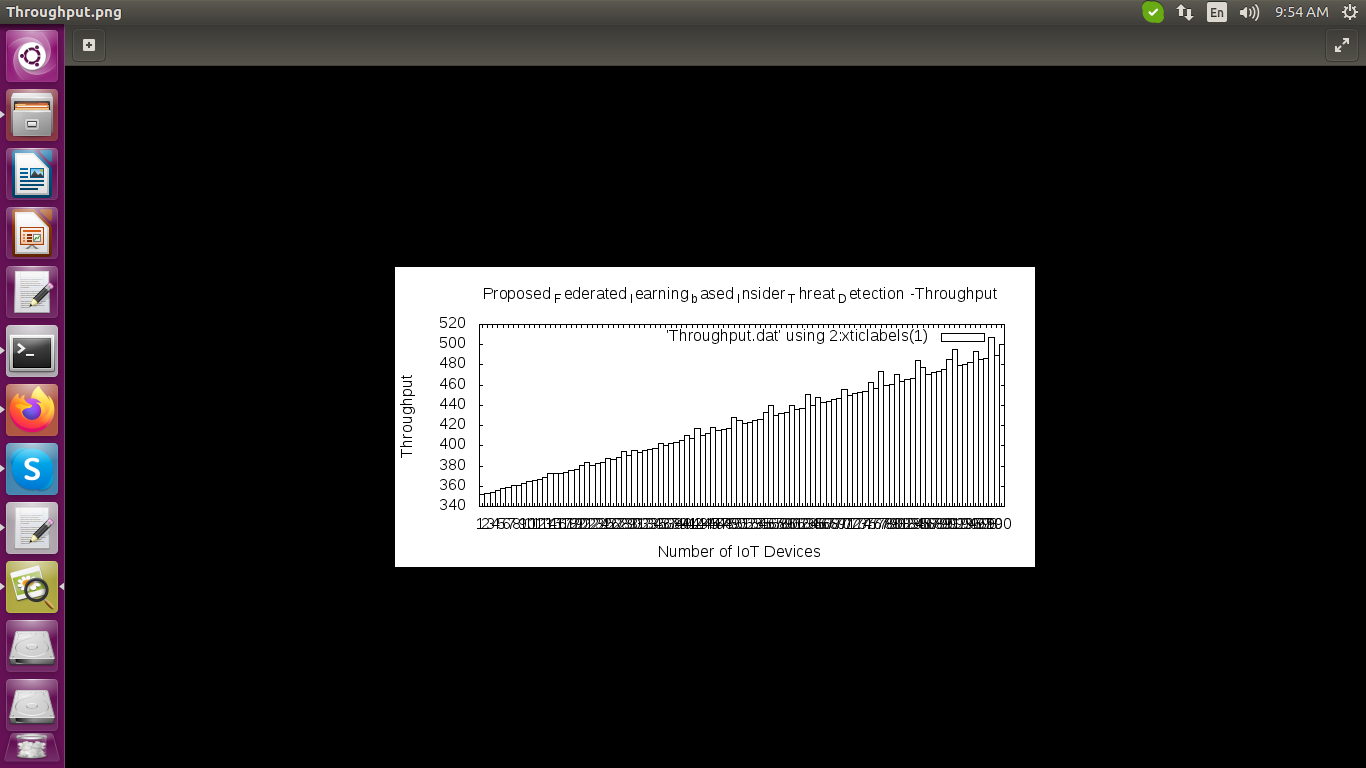 Throughput.png
En
9:54 AM
Proposed Federated learning based Insider Threat Detection -Throughput
'Throughput.dat' using 2:xticlabels(1)
520
500
480
460
440
420
400
380
360
340
Throughput
Number of IoT Devices
S